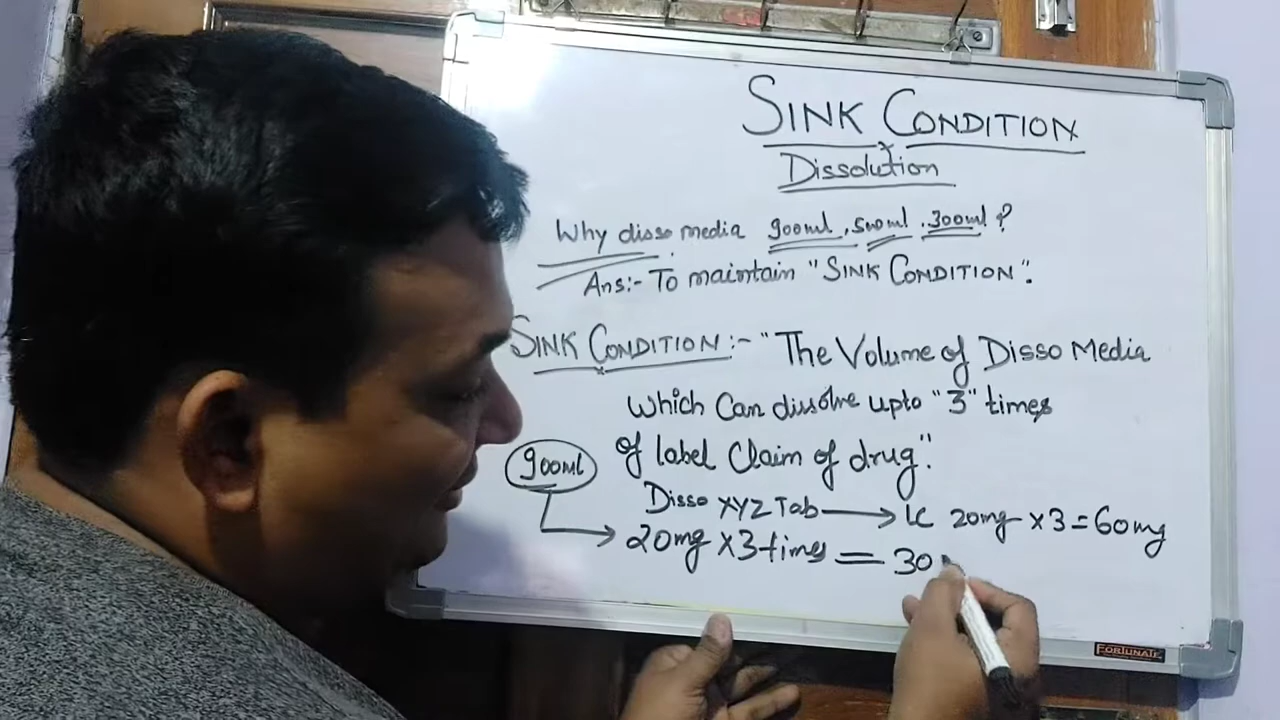 SINK CONDITION
Dissolution
Why disso media 900ml, 500ml, 300ml?
Ans:- To maintain "SINK CONDITION".
SINK CONDITION:- "The Volume of Disso Media
which can dissolve upto "3" times
of label claim of drug."
900ml
Disso XYZ Tab → LC 20mg x3=60mg
20mg x3 times = 30
FORTUNATE